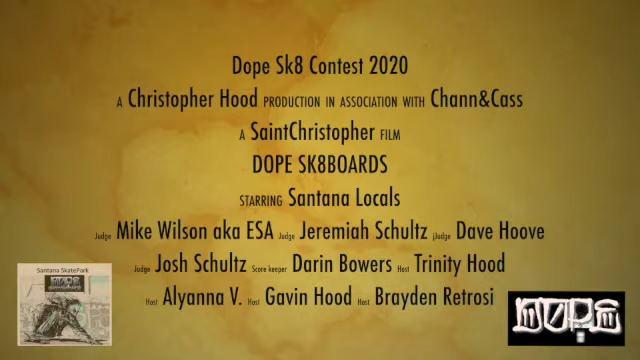 Dope Sk8 Contest 2020
A Christopher Hood PRODUCTION IN ASSOCIATION WITH Chann&Cass
A SaintChristopher FILM
DOPE SK8BOARDS
STARRING Santana Locals
Judge Mike Wilson aka ESA Judge Jeremiah Schultz jJudge Dave Hoove
Judge Josh Schultz Score keeper Darin Bowers Host Trinity Hood
Host Alyanna V. Host Gavin Hood Host Brayden Retrosi
Santana SkatePark
DOPE
DOPE